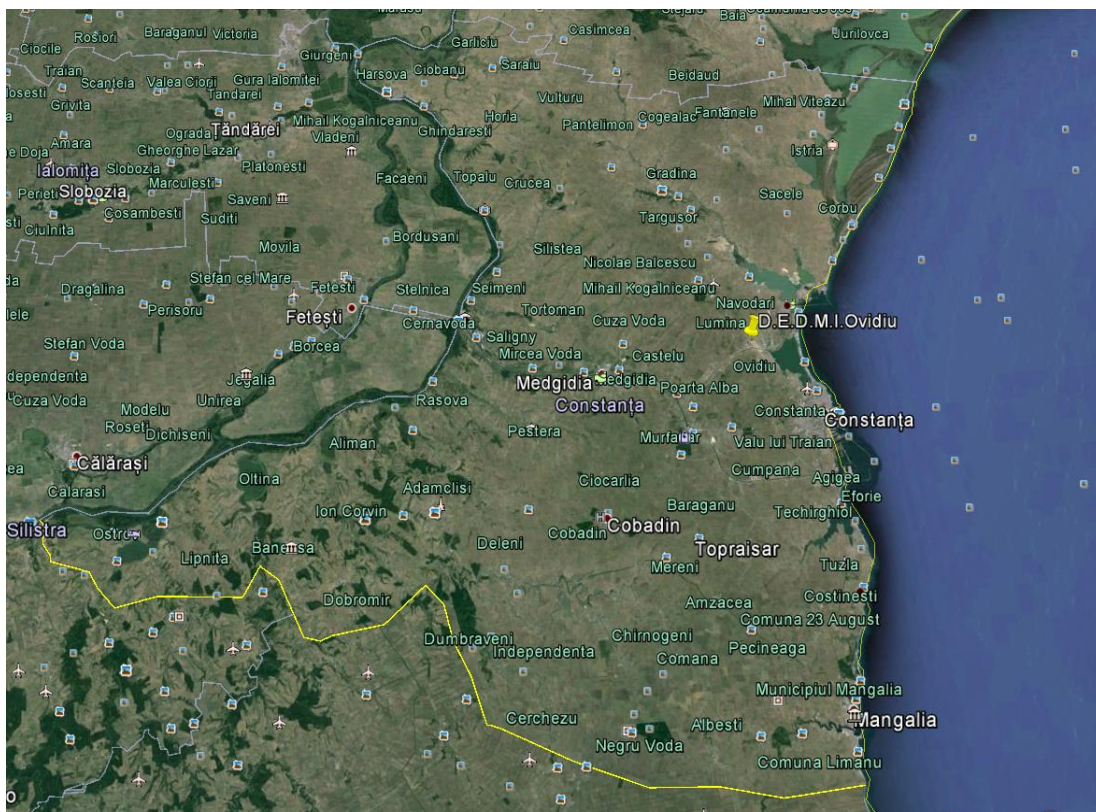 Rosiori
Baraganul
Victoria
Garliciu
Casimcea
Baia
Jurilovca
Ciocile
Giurgeni
Saraiu
Traian
Scanteia
Valea Ciorii
Gura Ialomitei
Harsova
Ciobanu
Beidaud
Grivita
Tandarei
Vulturu
Mihai Viteazu
Ograda
Țăndărei
Mihail Kogalniceanu
Horia
Cogealac
Fantanele
Vladeni
Ghindaresti
Pantelimon
Amara
Gheorghe Lazar
Istria
Ialomița
Slobozia
Platonesti
Facaeni
Topalu
Crucea
Gradina
Slobozia
Marculesti
Perieti
Saveni
Sacele
Cosambesti
Suditi
Targusor
Corbu
Ciulnita
Bordusani
Movila
Silistea
Stefan cel Mare
Nicolae Balcescu
Dragalina
Fetesti
Stelnica
Seimeni
Mihail Kogalniceanu
Perisoru
Navodari
Fetești
Cernavoda
Tortoman
Cuza Voda
Lumina
D.E.D.M.I.Ovidiu
Stefan Voda
Borcea
Saligny
Mircea Voda
Castelu
Ovidiu
Jegalia
Medgidia
Medgidia
Poarta Alba
Cuza Voda
Unirea
Rasova
Constanța
Modelu
Constanta
Constanța
Roseti
Dichiseni
Pestera
Aliman
Murfatlar
Valu lui Traian
Călărași
Cumpana
Calarasi
Oltina
Adamclisi
Ciocarlia
Agigea
Baraganu
Eforie
Silistra
Ion Corvin
Techirghiol
Cobadin
Cobadin
Deleni
Topraisar
Lipnita
Mereni
Tuzla
Dobromir
Amzacea
Costinesti
Comuna 23 August
Dumbraveni
Chirnogeni
Independenta
Pecineaga
Comana
Municipiul Mangalia
Cerchezu
Albesti
Mangalia
Negru Voda
Comuna Limanu